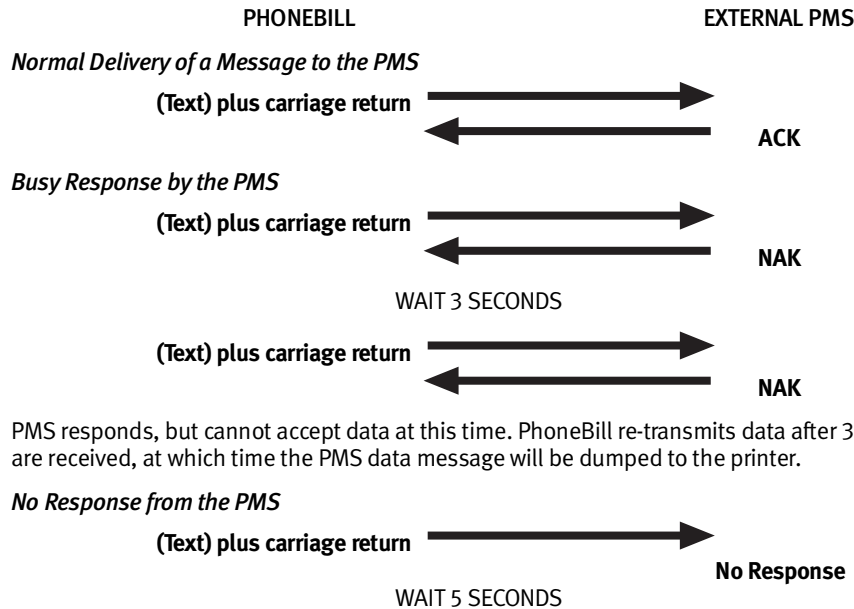 PHONEBILL EXTERNAL PMS
Normal Delivery of a Message to the PMS
(Text) plus carriage return
ACK
Busy Response by the PMS
(Text) plus carriage return
NAK
WAIT 3 SECONDS
(Text) plus carriage return
NAK
PMS responds, but cannot accept data at this time. PhoneBill re-transmits data after 3
are received, at which time the PMS data message will be dumped to the printer.
No Response from the PMS
(Text) plus carriage return
No Response
WAIT 5 SECONDS